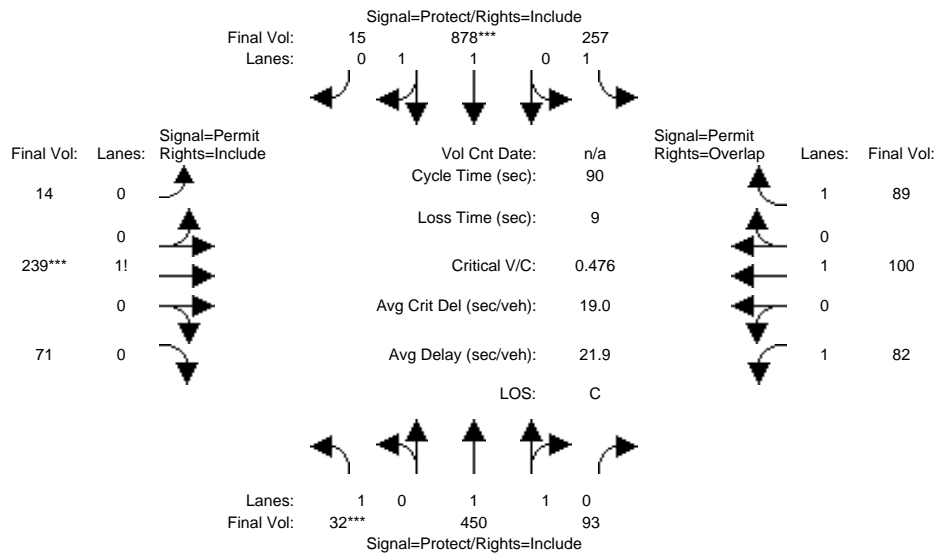 Signal=Protect/Rights=Include
Final Vol: 15 878*** 257
Lanes: 0 1 1 0 1
Signal=Permit Signal=Permit
Final Vol: Lanes: Rights=Include Vol Cnt Date: n/a Rights=Overlap Lanes: Final Vol:
Cycle Time (sec): 90
14 0 1 89
Loss Time (sec): 9
0 0
239*** 1! Critical V/C: 0.476 1 100
0 Avg Crit Del (sec/veh): 19.0 0
71 0 Avg Delay (sec/veh): 21.9 1 82
LOS: C
Lanes: 1 0 1 1 0
Final Vol: 32*** 450 93
Signal=Protect/Rights=Include